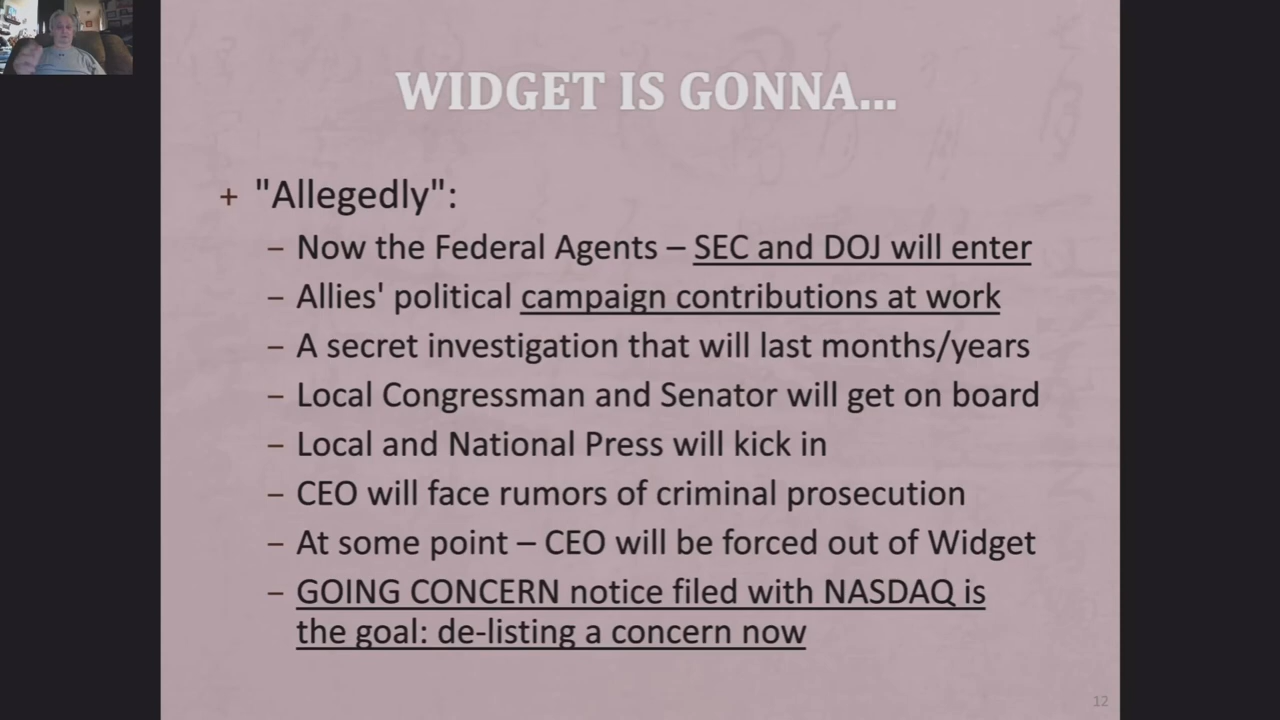 WIDGET IS GONNA...
+ "Allegedly":
– Now the Federal Agents – SEC and DOJ will enter
– Allies' political campaign contributions at work
– A secret investigation that will last months/years
– Local Congressman and Senator will get on board
– Local and National Press will kick in
– CEO will face rumors of criminal prosecution
– At some point – CEO will be forced out of Widget
– GOING CONCERN notice filed with NASDAQ is
the goal: de-listing a concern now
12